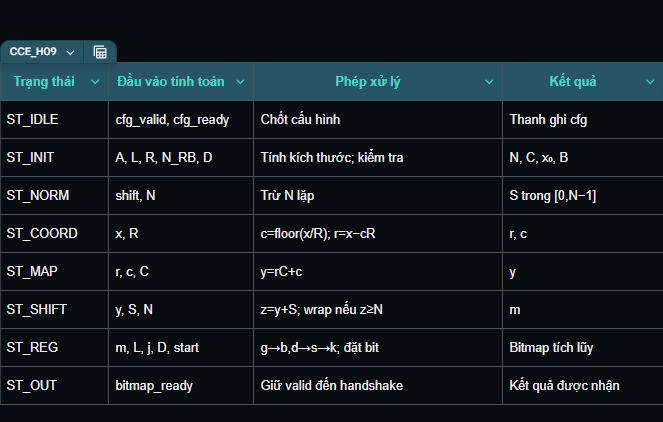 CCE_H09
Trạng thái Đầu vào tính toán Phép xử lý Kết quả
ST_IDLE cfg_valid, cfg_ready Chốt cấu hình Thanh ghi cfg
ST_INIT A, L, R, N_RB, D Tính kích thước; kiểm tra N, C, x₀, B
ST_NORM shift, N Trừ N lặp S trong [0,N−1]
ST_COORD x, R c=floor(x/R); r=x−cR r, c
ST_MAP r, c, C y=rC+c y
ST_SHIFT y, S, N z=y+S; wrap nếu z≥N m
ST_REG m, L, j, D, start g→b,d→s→k; đặt bit Bitmap tích lũy
ST_OUT bitmap_ready Giữ valid đến handshake Kết quả được nhận